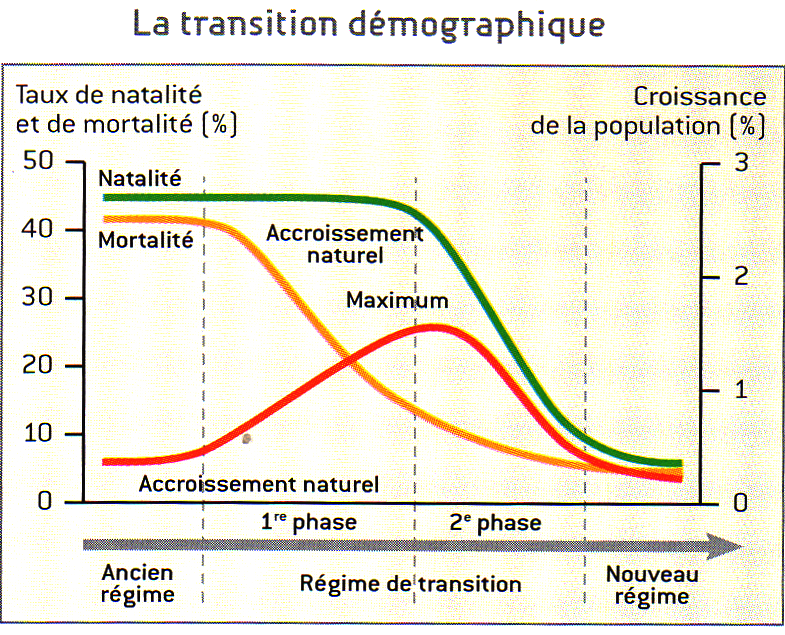 La transition démographique
Taux de natalité
et de mortalité (%)
Croissance
de la population (%)
50
40
30
20
10
0
3
2
1
0
Natalité
Mortalité
Accroissement
naturel
Maximum
Accroissement naturel
1re phase
2e phase
Ancien
régime
Régime de transition
Nouveau
régime